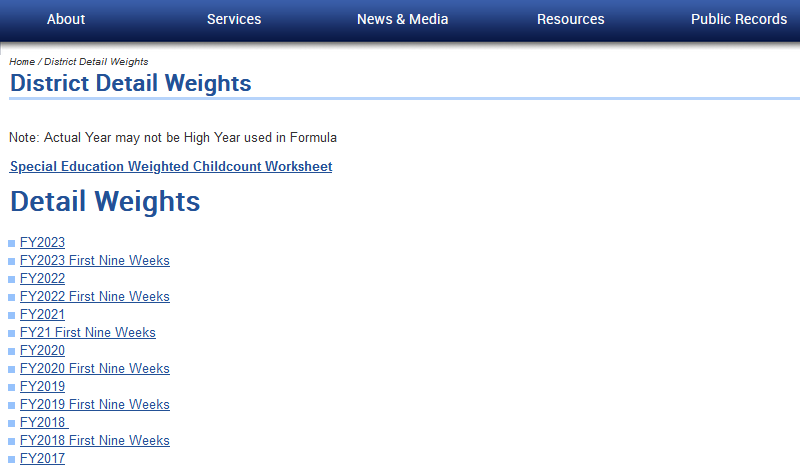 About Services News & Media Resources Public Records
Home / District Detail Weights
District Detail Weights
Note: Actual Year may not be High Year used in Formula
Special Education Weighted Childcount Worksheet
Detail Weights
FY2023
FY2023 First Nine Weeks
FY2022
FY2022 First Nine Weeks
FY2021
FY21 First Nine Weeks
FY2020
FY2020 First Nine Weeks
FY2019
FY2019 First Nine Weeks
FY2018
FY2018 First Nine Weeks
FY2017